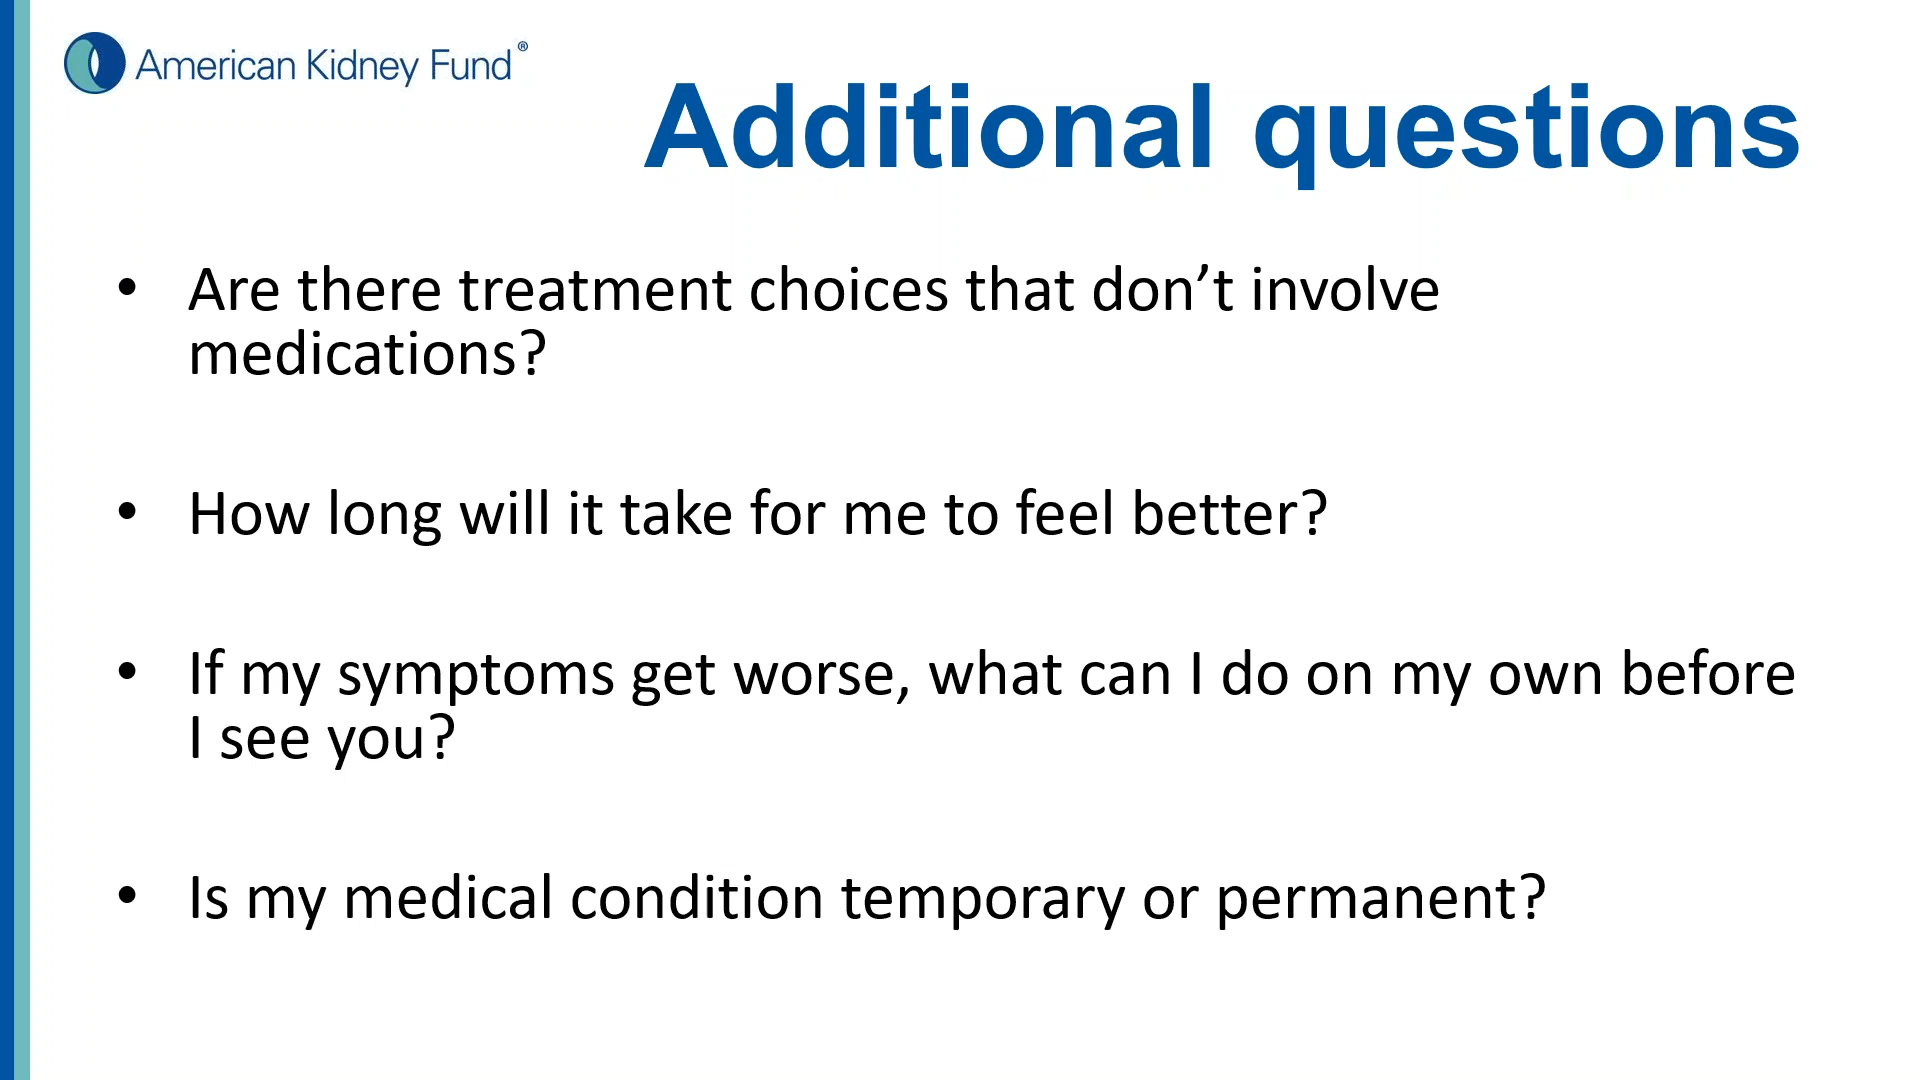 American Kidney Fund®
Additional questions
• Are there treatment choices that don’t involve
medications?
• How long will it take for me to feel better?
• If my symptoms get worse, what can I do on my own before
I see you?
• Is my medical condition temporary or permanent?